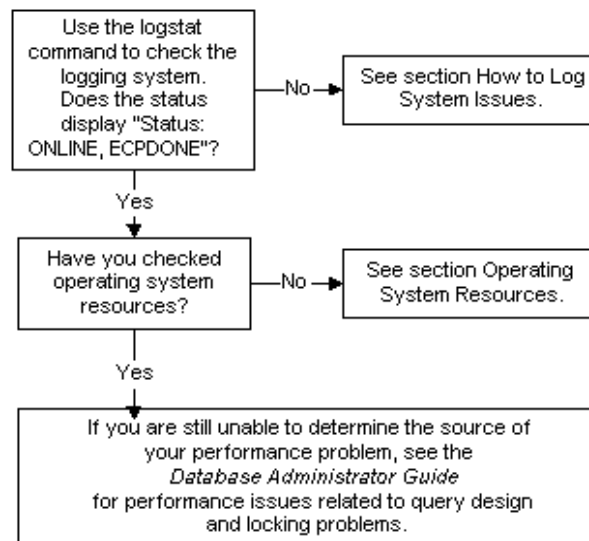 Use the logstat
command to check the
logging system.
Does the status
display "Status:
ONLINE, ECPDONE"?
No
See section How to Log
System Issues.
Yes
Have you checked
operating system
resources?
No
See section Operating
System Resources.
Yes
If you are still unable to determine the source of
your performance problem, see the
Database Administrator Guide
for performance issues related to query design
and locking problems.